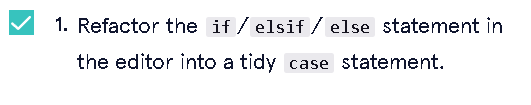 1. Refactor the if/elsif/else statement in
the editor into a tidy case statement.